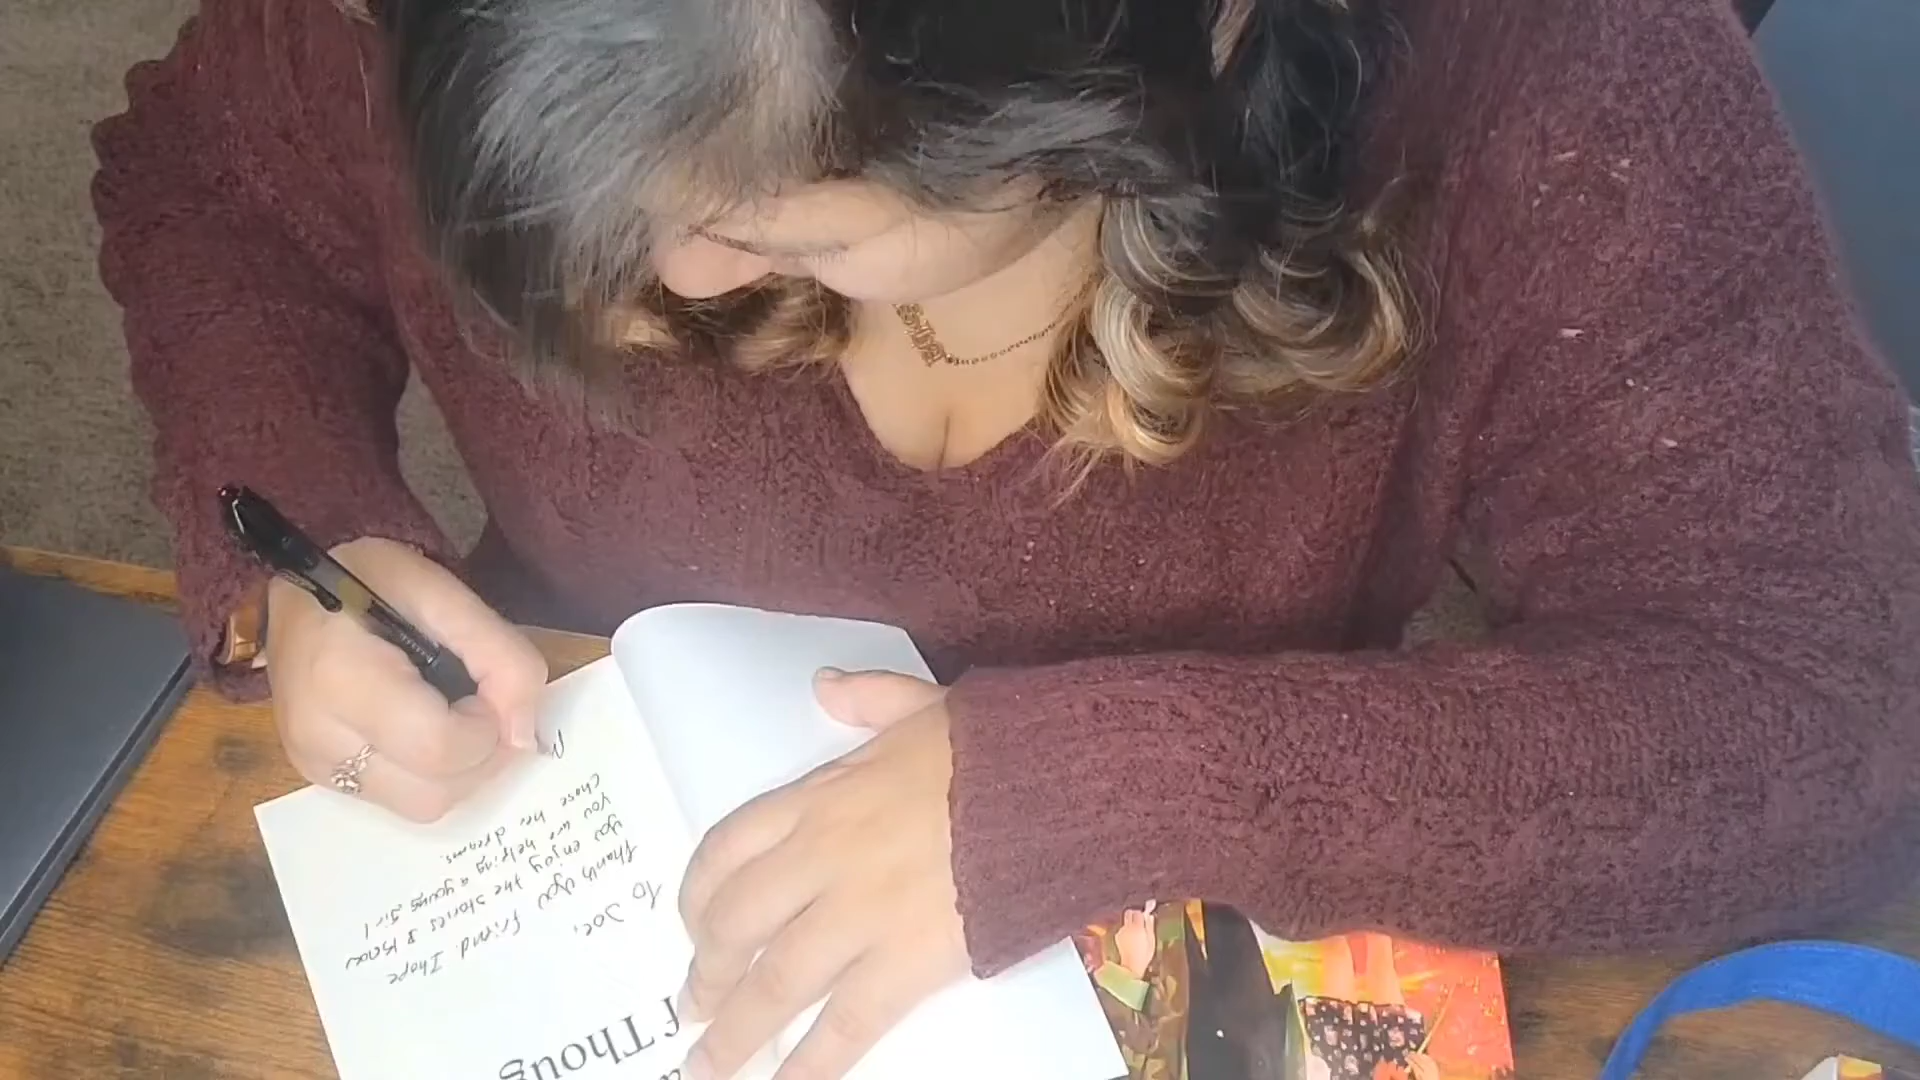 f Thoug
To Joe,
Thank you friend. I hope
you enjoy the stories & know
you are helping a young girl
chase her dreams.
M